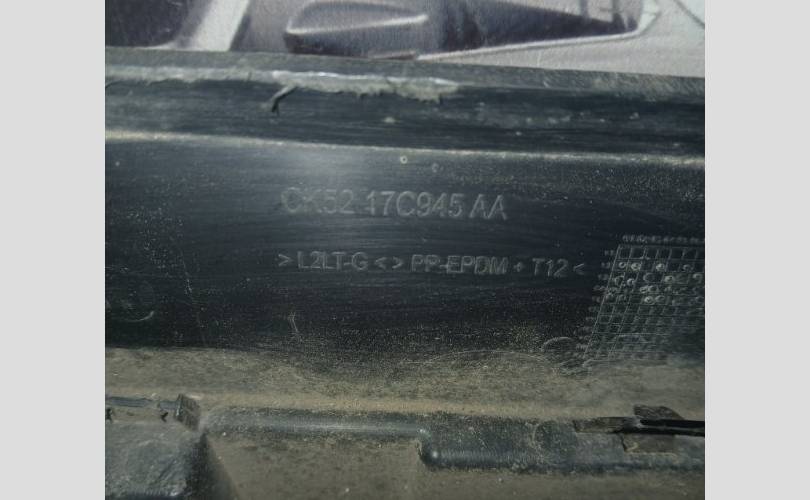 CK52 17C945 AA
>L2LT-G<>PP-EPDM + T12<